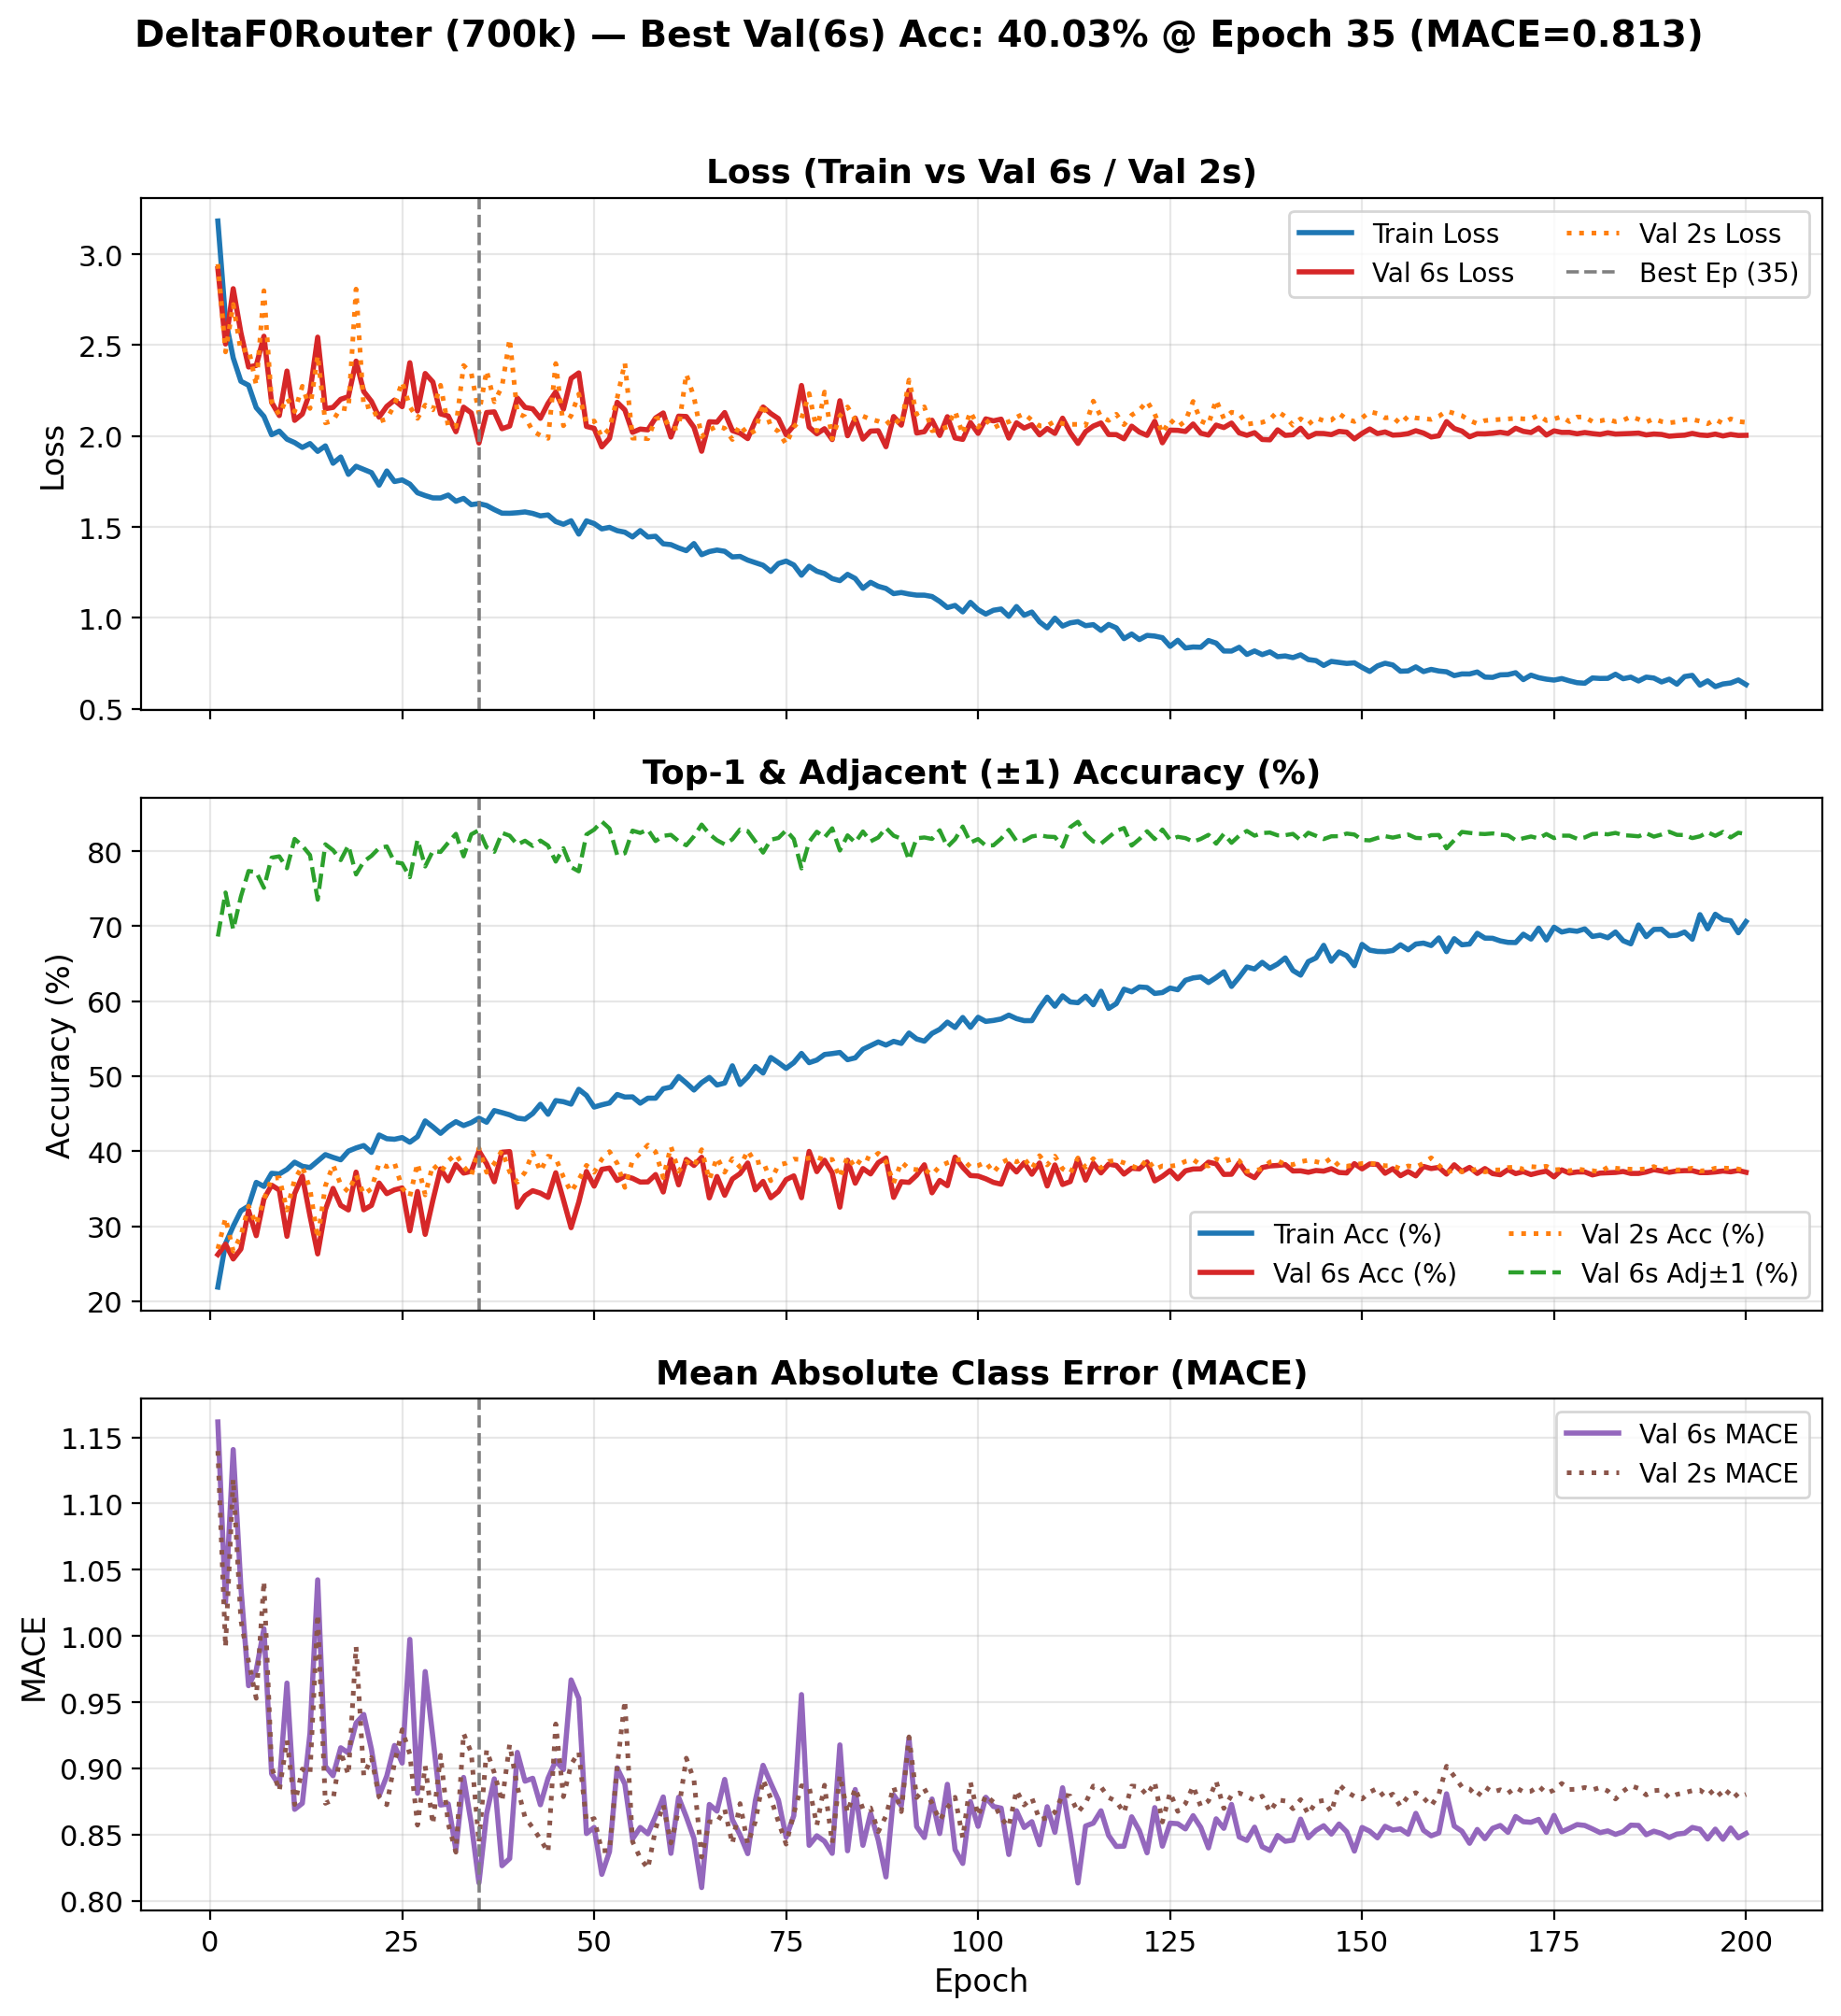 DeltaF0Router (700k) — Best Val(6s) Acc: 40.03% @ Epoch 35 (MACE=0.813)
Loss (Train vs Val 6s / Val 2s)
Train Loss
Val 6s Loss
Val 2s Loss
Best Ep (35)
Loss
3.0
2.5
2.0
1.5
1.0
0.5
Top-1 & Adjacent (±1) Accuracy (%)
Accuracy (%)
80
70
60
50
40
30
20
Train Acc (%)
Val 6s Acc (%)
Val 2s Acc (%)
Val 6s Adj±1 (%)
Mean Absolute Class Error (MACE)
Val 6s MACE
Val 2s MACE
MACE
1.15
1.10
1.05
1.00
0.95
0.90
0.85
0.80
0 25 50 75 100 125 150 175 200
Epoch